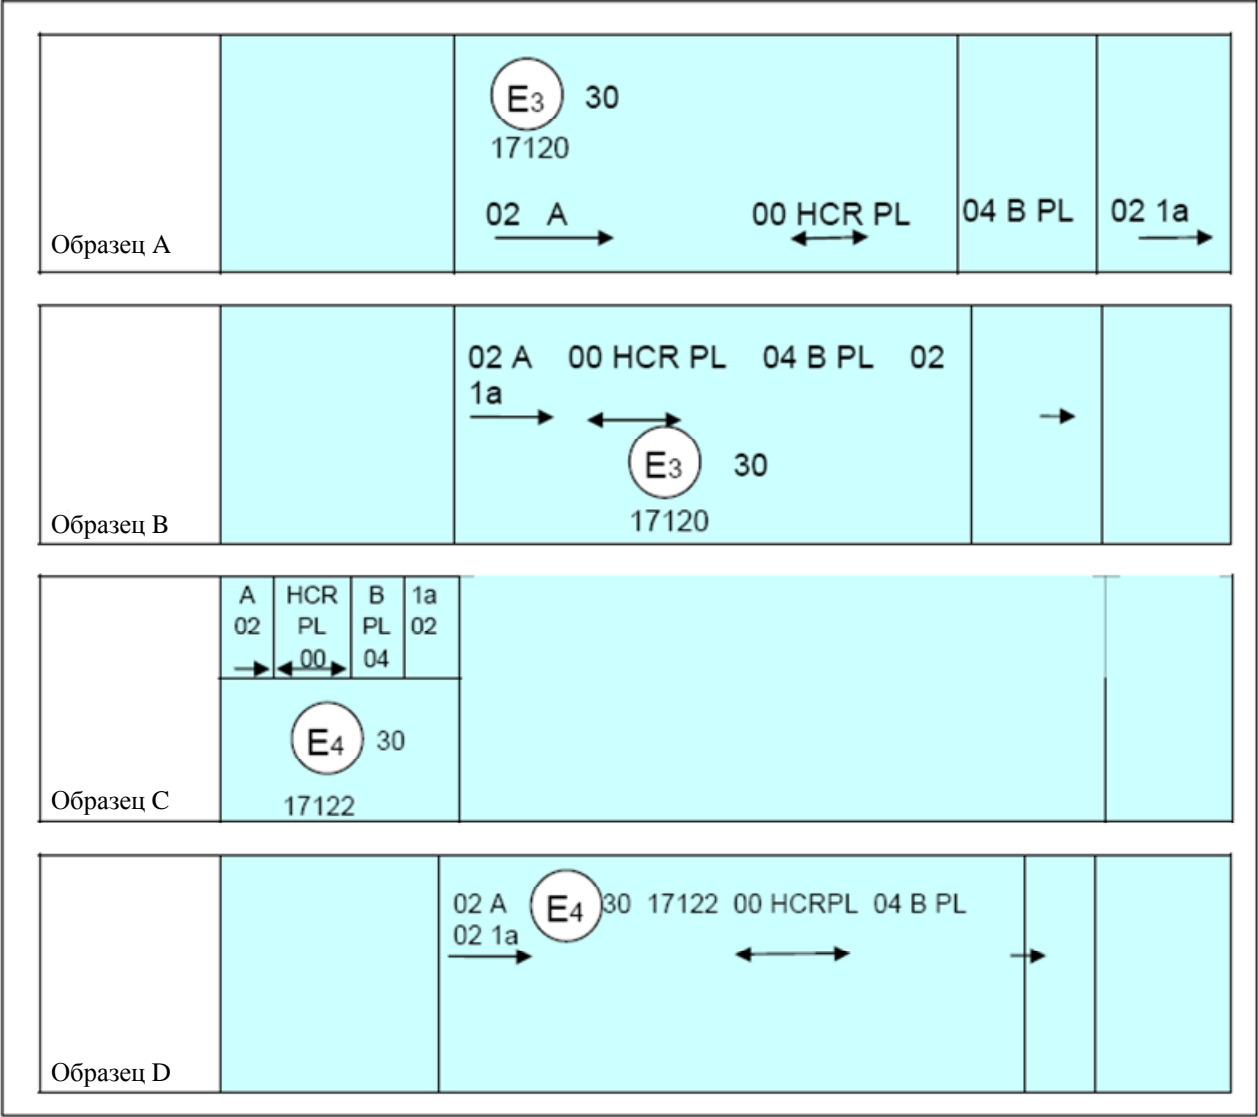 E3 30
17120
02 A 00 HCR PL 04 B PL 02 1a
Образец A
02 A 00 HCR PL 04 B PL 02
1a
E3 30
17120
Образец B
A HCR B 1a
02 PL PL 02
00 04
E4 30
17122
Образец C
02 A E4 30 17122 00 HCRPL 04 B PL
02 1a
Образец D